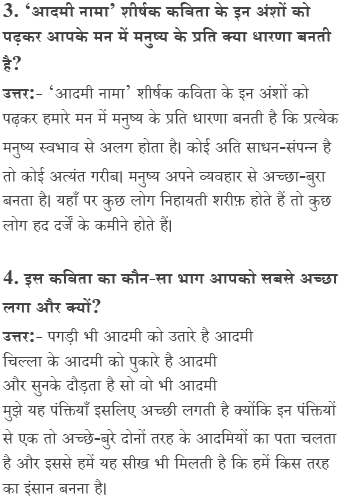 3. ‘आदमी नामा’ शीर्षक कविता के इन अंशों को
पढ़कर आपके मन में मनुष्य के प्रति क्या धारणा बनती
है?
उत्तर:- ‘आदमी नामा’ शीर्षक कविता के इन अंशों को
पढ़कर हमारे मन में मनुष्य के प्रति धारणा बनती है कि प्रत्येक
मनुष्य स्वभाव से अलग होता है। कोई अति साधन-संपन्न है
तो कोई अत्यंत गरीब। मनुष्य अपने व्यवहार से अच्छा-बुरा
बनता है। यहाँ पर कुछ लोग निहायती शरीफ़ होते हैं तो कुछ
लोग हद दर्जे के कमीने होते हैं।
4. इस कविता का कौन-सा भाग आपको सबसे अच्छा
लगा और क्यों?
उत्तर:- पगड़ी भी आदमी को उतारे है आदमी
चिल्ला के आदमी को पुकारे है आदमी
और सुनके दौड़ता है सो वो भी आदमी
मुझे यह पंक्तियाँ इसलिए अच्छी लगती है क्योंकि इन पंक्तियों
से एक तो अच्छे-बुरे दोनों तरह के आदमियों का पता चलता
है और इससे हमें यह सीख भी मिलती है कि हमें किस तरह
का इंसान बनना है।